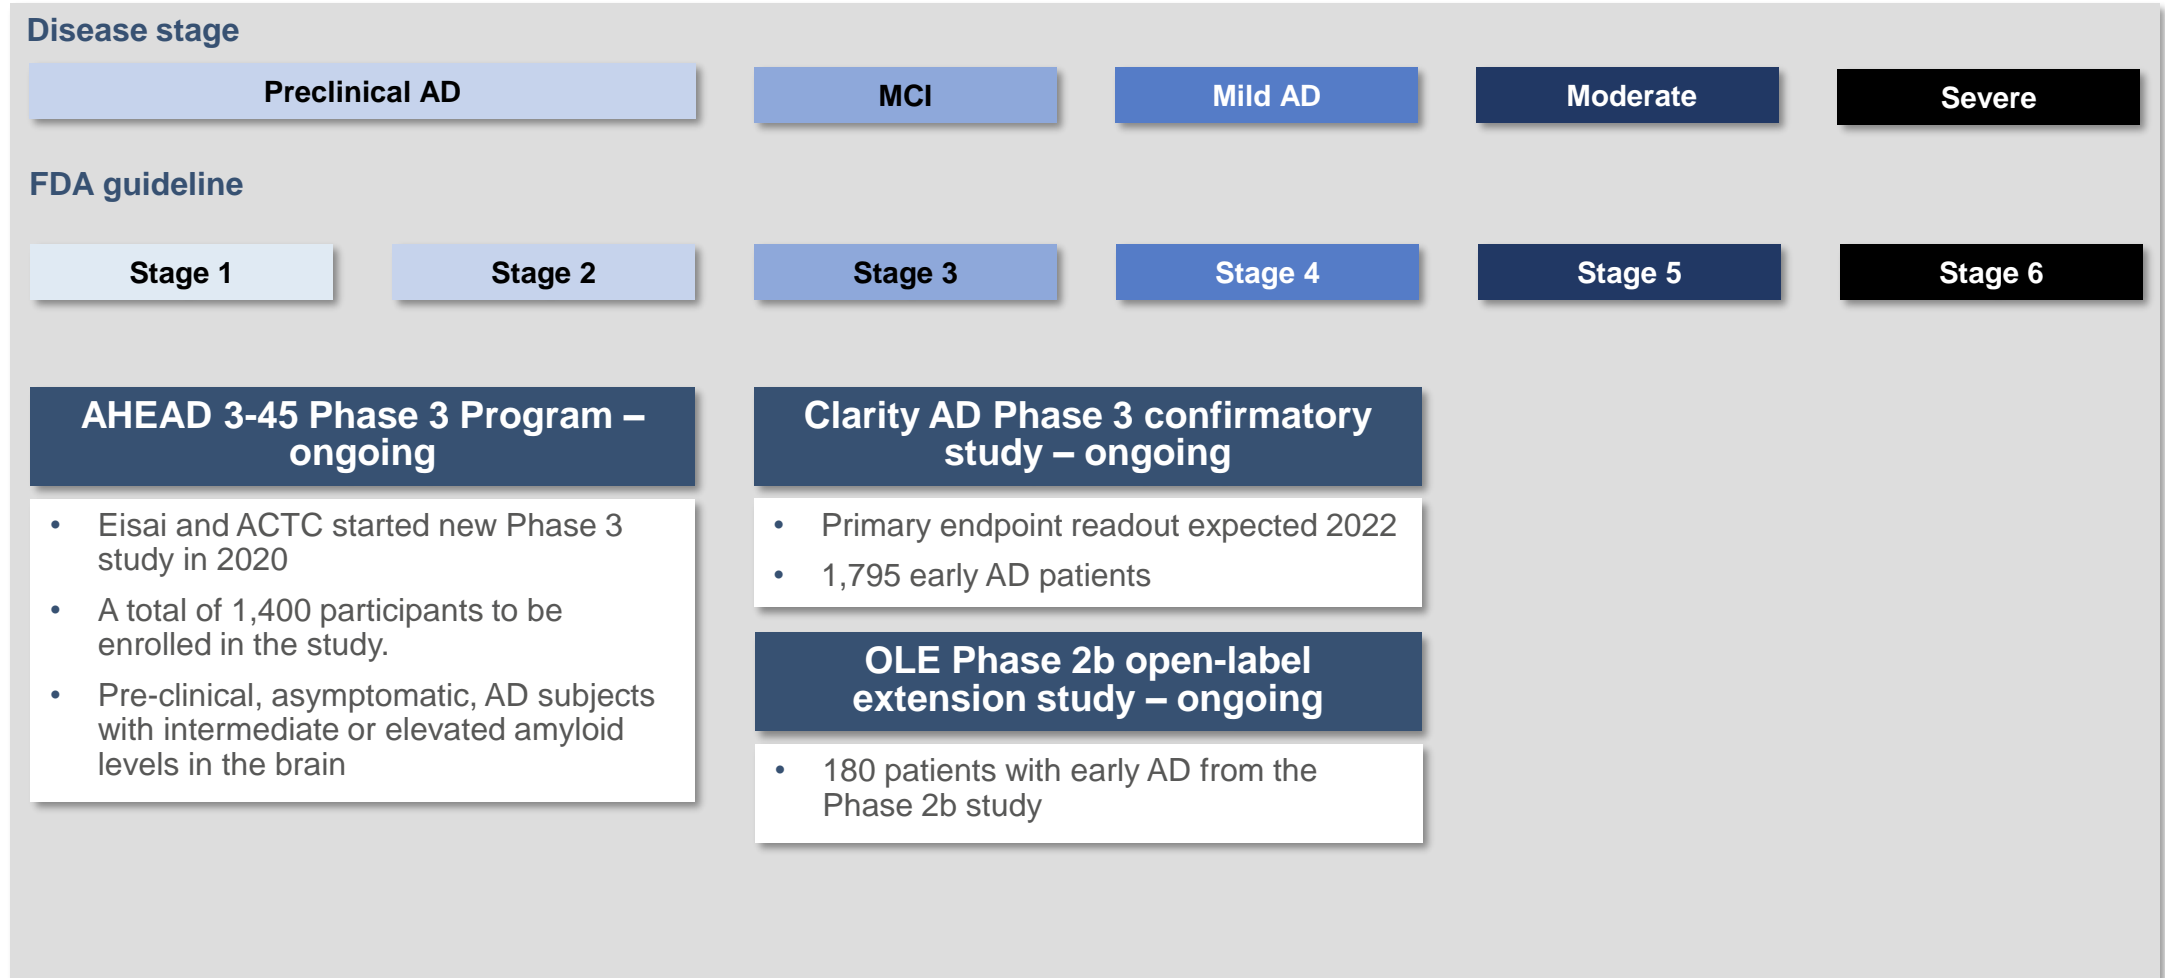 Disease stage
Preclinical AD
MCI
Mild AD
Moderate
Severe
FDA guideline
Stage 1
Stage 2
Stage 3
Stage 4
Stage 5
Stage 6
AHEAD 3-45 Phase 3 Program –
ongoing
• Eisai and ACTC started new Phase 3
study in 2020
• A total of 1,400 participants to be
enrolled in the study.
• Pre-clinical, asymptomatic, AD subjects
with intermediate or elevated amyloid
levels in the brain
Clarity AD Phase 3 confirmatory
study – ongoing
• Primary endpoint readout expected 2022
• 1,795 early AD patients
OLE Phase 2b open-label
extension study – ongoing
• 180 patients with early AD from the
Phase 2b study